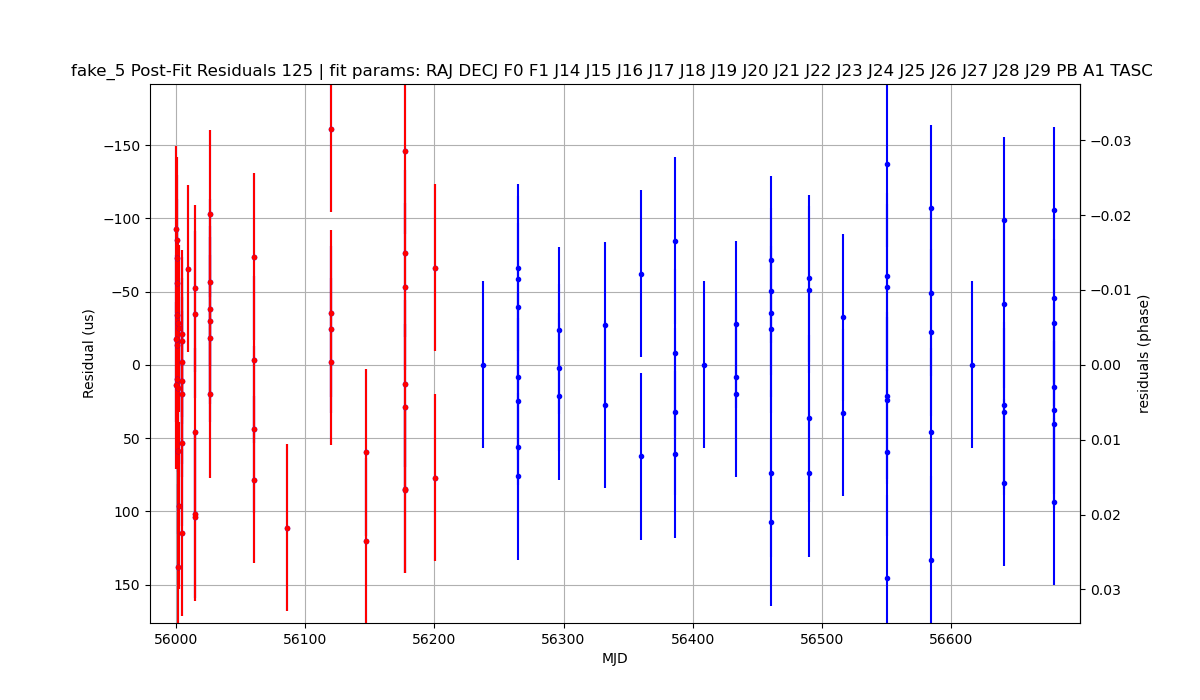 fake_5 Post-Fit Residuals 125 | fit params: RAJ DECJ F0 F1 J14 J15 J16 J17 J18 J19 J20 J21 J22 J23 J24 J25 J26 J27 J28 J29 PB A1 TASC
−150
−100
−50
0
50
100
150
Residual (us)
−0.03
−0.02
−0.01
0.00
0.01
0.02
0.03
residuals (phase)
56000 56100 56200 56300 56400 56500 56600
MJD